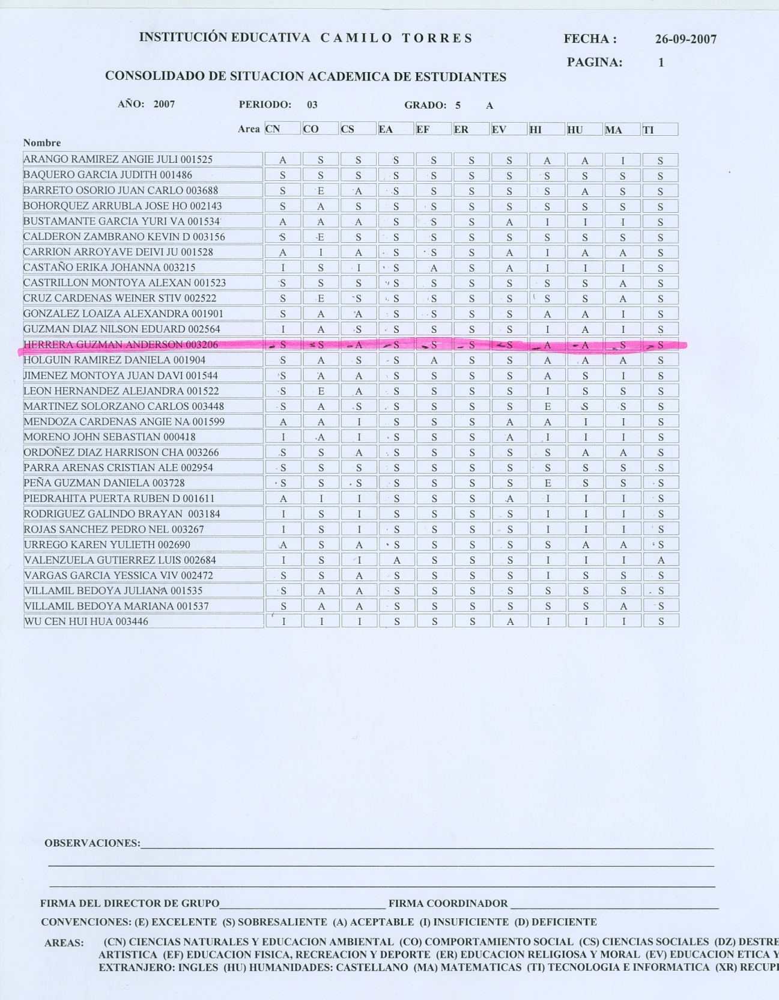 INSTITUCIÓN EDUCATIVA C A M I L O T O R R E S FECHA : 26-09-2007
PAGINA: 1
CONSOLIDADO DE SITUACION ACADEMICA DE ESTUDIANTES
AÑO: 2007 PERIODO: 03 GRADO: 5 A
Area CN CO CS EA EF ER EV HI HU MA TI
Nombre
ARANGO RAMIREZ ANGIE JULI 001525 A S S S S S S A A I S
BAQUERO GARCIA JUDITH 001486 S S S S S S S S S S S
BARRETO OSORIO JUAN CARLO 003688 S E A S S S S S A S S
BOHORQUEZ ARRUBLA JOSE HO 002143 S A S S S S S S S S S
BUSTAMANTE GARCIA YURI VA 001534 A A A S S S A I I I S
CALDERON ZAMBRANO KEVIN D 003156 S E S S S S S S S S S
CARRION ARROYAVE DEIVI JU 001528 A I A S S S A I A A S
CASTAÑO ERIKA JOHANNA 003215 I S I S A S A I I I S
CASTRILLON MONTOYA ALEXAN 001523 S S S S S S S S S A S
CRUZ CARDENAS WEINER STIV 002522 S E S S S S S S S A S
GONZALEZ LOAIZA ALEXANDRA 001901 S A A S S S S A A I S
GUZMAN DIAZ NILSON EDUARD 002564 I A S S S S S I A I S
HERRERA GUZMAN ANDERSON 003206 S S A S S S S A A S S
HOLGUIN RAMIREZ DANIELA 001904 S A S S A S S A A A S
JIMENEZ MONTOYA JUAN DAVI 001544 S A A S S S S A S I S
LEON HERNANDEZ ALEJANDRA 001522 S E A S S S S I S S S
MARTINEZ SOLORZANO CARLOS 003448 S A S S S S S E S S S
MENDOZA CARDENAS ANGIE NA 001599 A A I S S S A A I I S
MORENO JOHN SEBASTIAN 000418 I A I S S S A I I I S
ORDOÑEZ DIAZ HARRISON CHA 003266 S S A S S S S S A A S
PARRA ARENAS CRISTIAN ALE 002954 S S S S S S S S S S S
PEÑA GUZMAN DANIELA 003728 S S S S S S S E S S S
PIEDRAHITA PUERTA RUBEN D 001611 A I I S S S A I I I S
RODRIGUEZ GALINDO BRAYAN 003184 I S I S S S S I I I S
ROJAS SANCHEZ PEDRO NEL 003267 I S I S S S S I I I S
URREGO KAREN YULIETH 002690 A S A S S S S S A A S
VALENZUELA GUTIERREZ LUIS 002684 I S I A S S S I I I A
VARGAS GARCIA YESSICA VIV 002472 S S A S S S S I S S S
VILLAMIL BEDOYA JULIANA 001535 S A A S S S S S S S S
VILLAMIL BEDOYA MARIANA 001537 S A A S S S S S S A S
WU CEN HUI HUA 003446 I I I S S S A I I I S
OBSERVACIONES:
FIRMA DEL DIRECTOR DE GRUPO FIRMA COORDINADOR
CONVENCIONES: (E) EXCELENTE (S) SOBRESALIENTE (A) ACEPTABLE (I) INSUFICIENTE (D) DEFICIENTE
AREAS: (CN) CIENCIAS NATURALES Y EDUCACION AMBIENTAL (CO) COMPORTAMIENTO SOCIAL (CS) CIENCIAS SOCIALES (DZ) DESTRE
ARTISTICA (EF) EDUCACION FISICA, RECREACION Y DEPORTE (ER) EDUCACION RELIGIOSA Y MORAL (EV) EDUCACION ETICA Y
EXTRANJERO: INGLES (HU) HUMANIDADES: CASTELLANO (MA) MATEMATICAS (TI) TECNOLOGIA E INFORMATICA (XR) RECUP